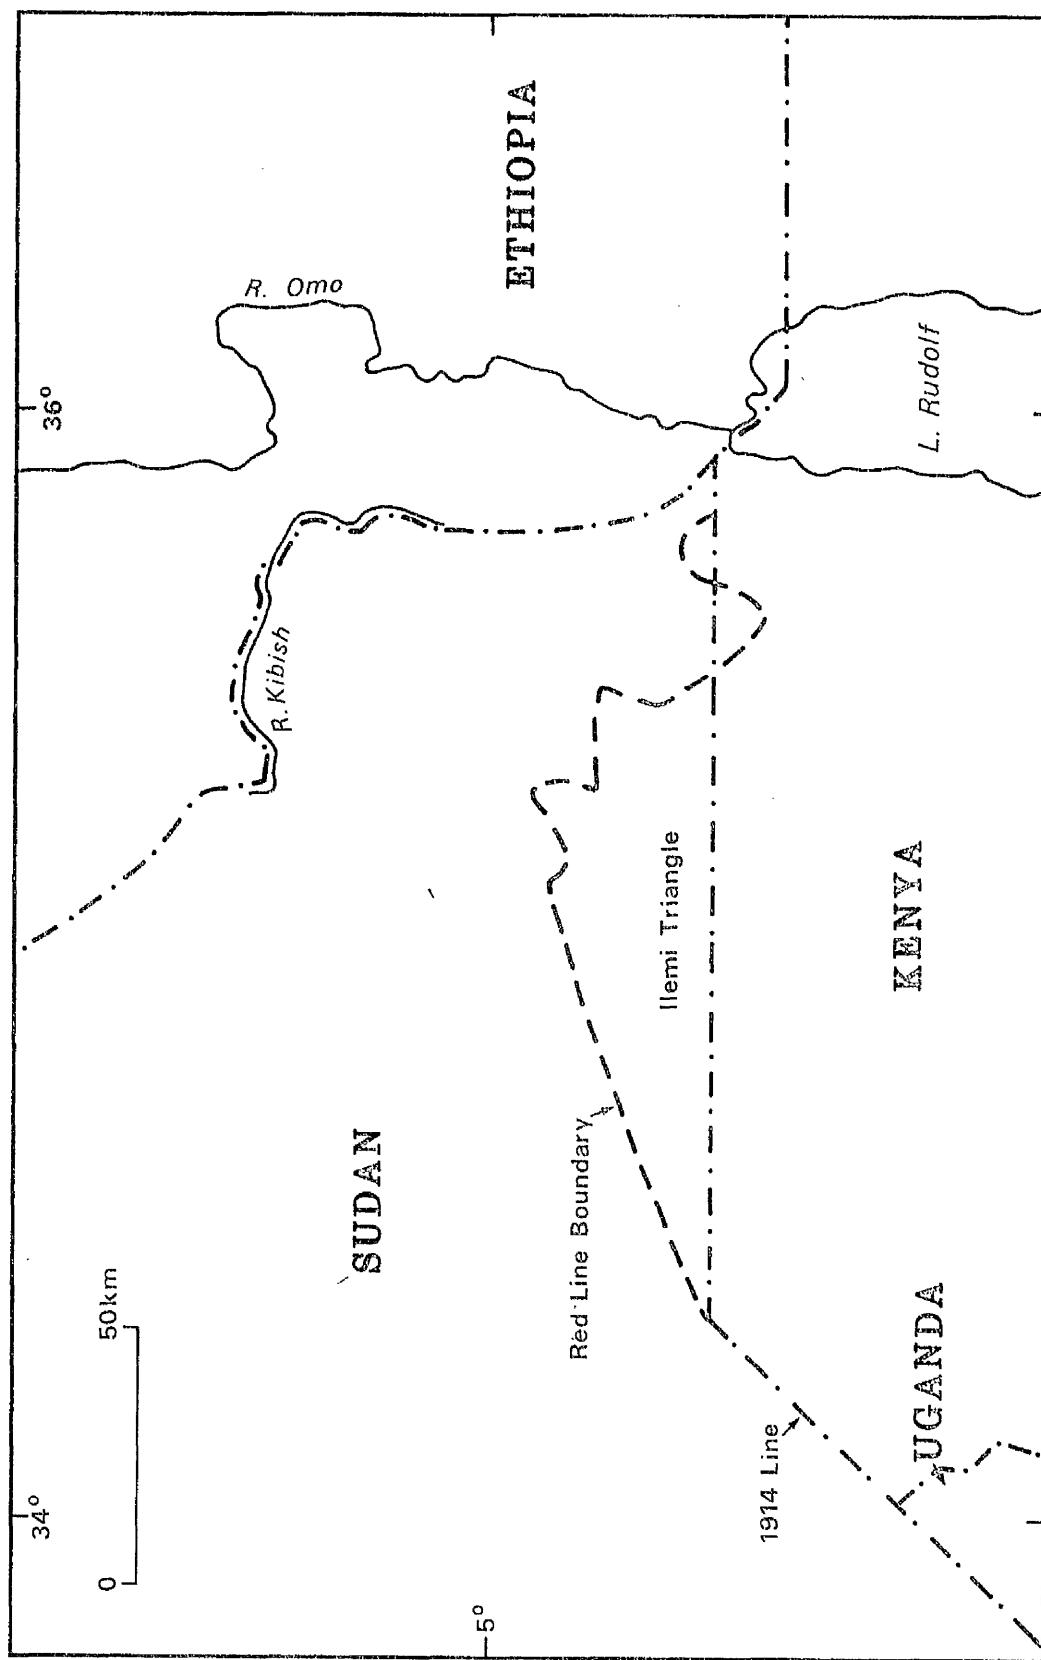 34°
36°
0 50km
R. Omo
R. Kibish
SUDAN
ETHIOPIA
5°
Red-Line Boundary
Ilemi Triangle
1914 Line
UGANDA
KENYA
L. Rudolf